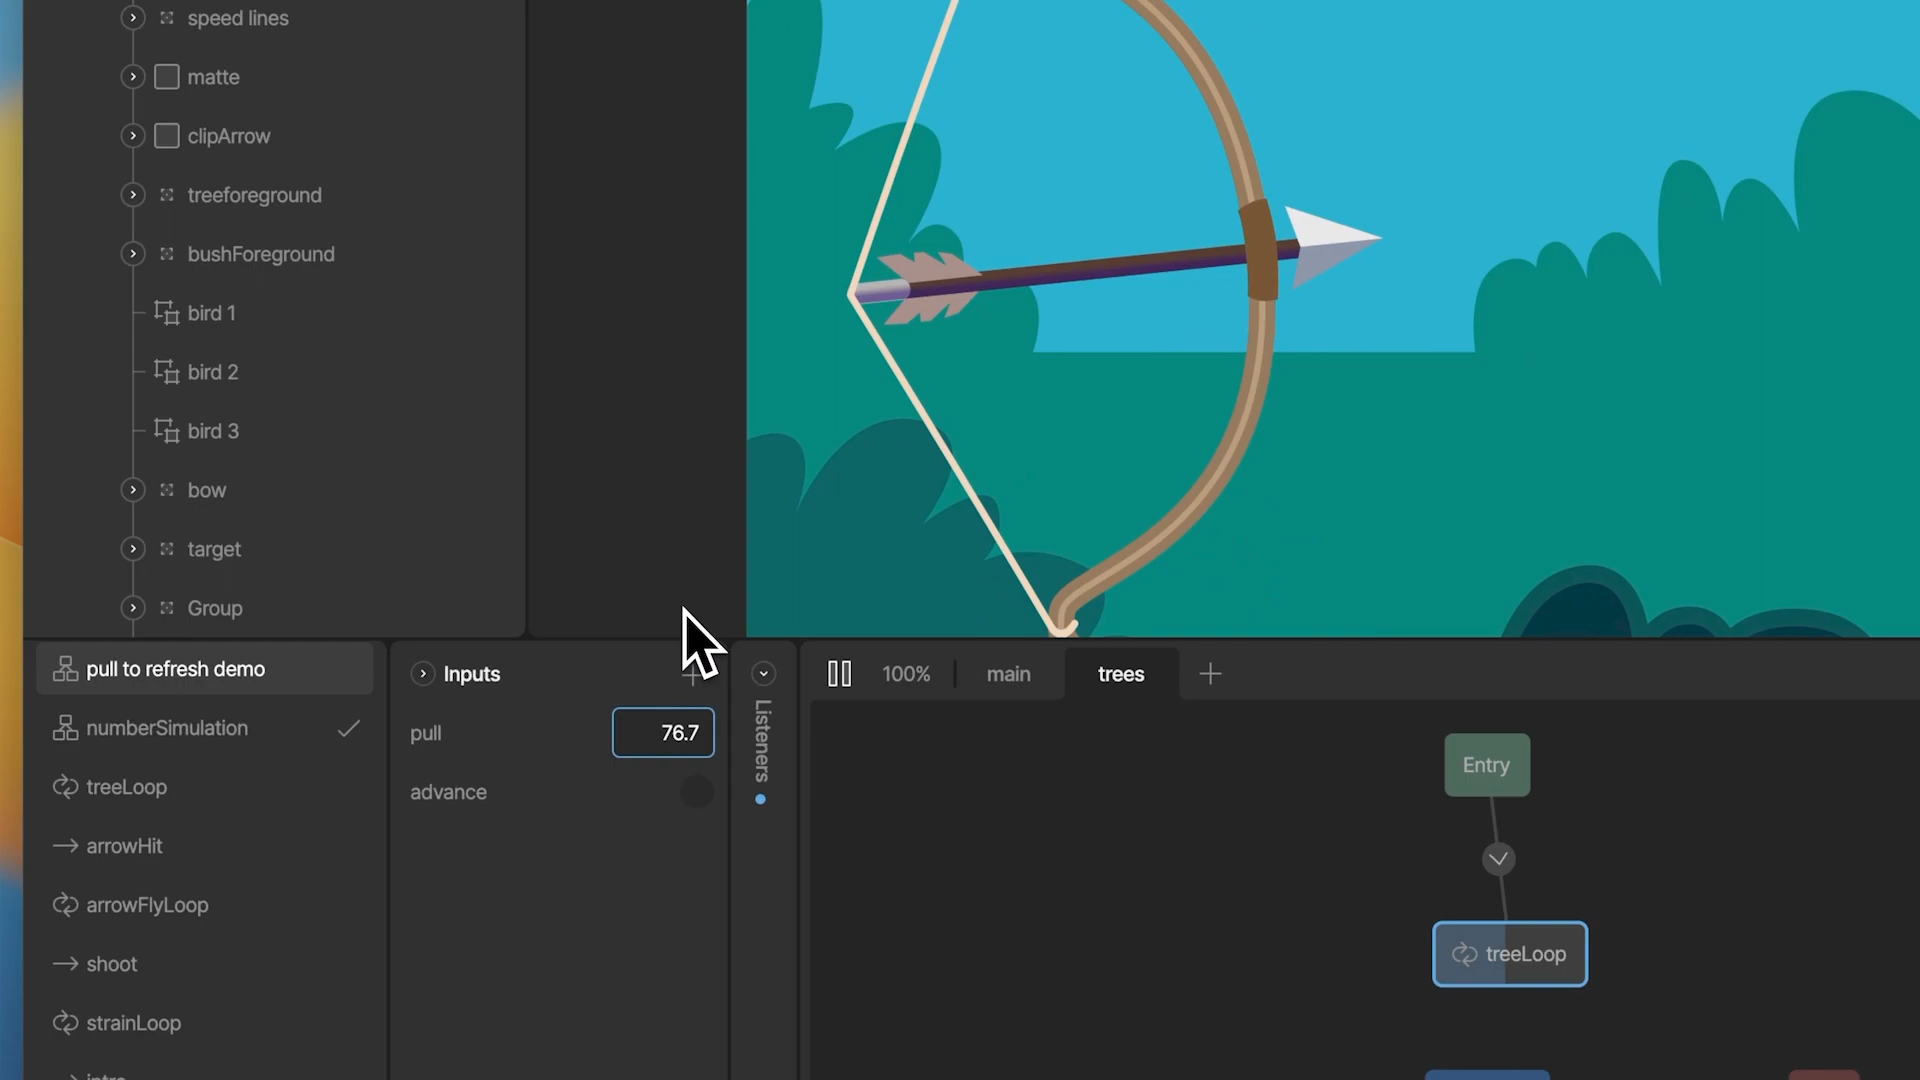 speed lines
matte
clipArrow
treeforeground
bushForeground
bird 1
bird 2
bird 3
bow
target
Group
pull to refresh demo
numberSimulation
treeLoop
arrowHit
arrowFlyLoop
shoot
strainLoop
Inputs
pull 76.7
advance
Listeners
100% main trees
Entry
treeLoop